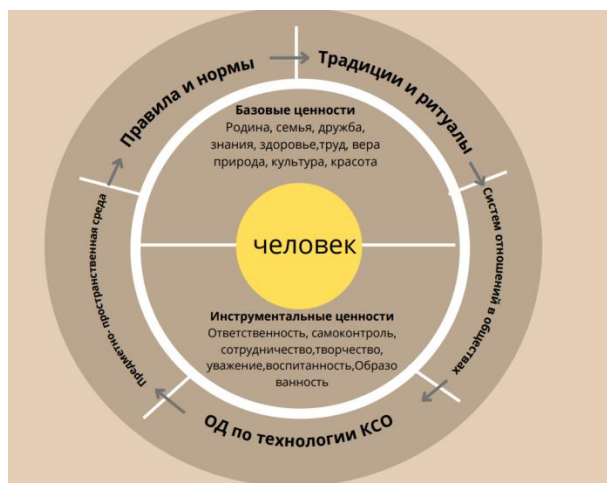 Правила и нормы
Традиции и ритуалы
Систем отношений в обществах
ОД по технологии КСО
Предметно-пространственная среда
Базовые ценности
Родина, семья, дружба,
знания, здоровье,труд, вера
природа, культура, красота
человек
Инструментальные ценности
Ответственность, самоконтроль,
сотрудничество,творчество,
уважение,воспитанность,Образо
ванность